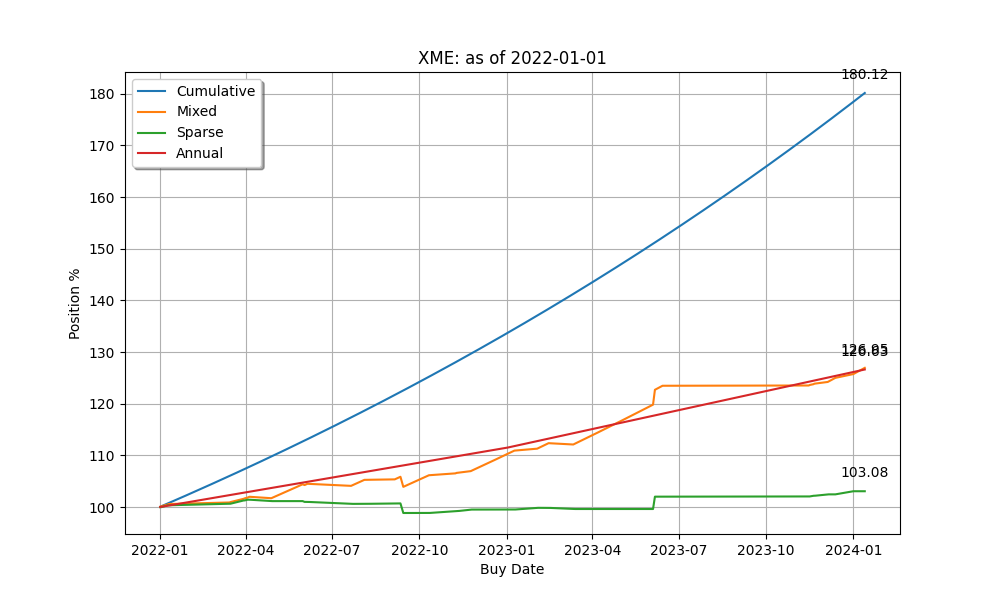 XME: as of 2022-01-01
Cumulative
Mixed
Sparse
Annual
180.12
126.95
103.08
Position %
180
170
160
150
140
130
120
110
100
2022-01 2022-04 2022-07 2022-10 2023-01 2023-04 2023-07 2023-10 2024-01
Buy Date